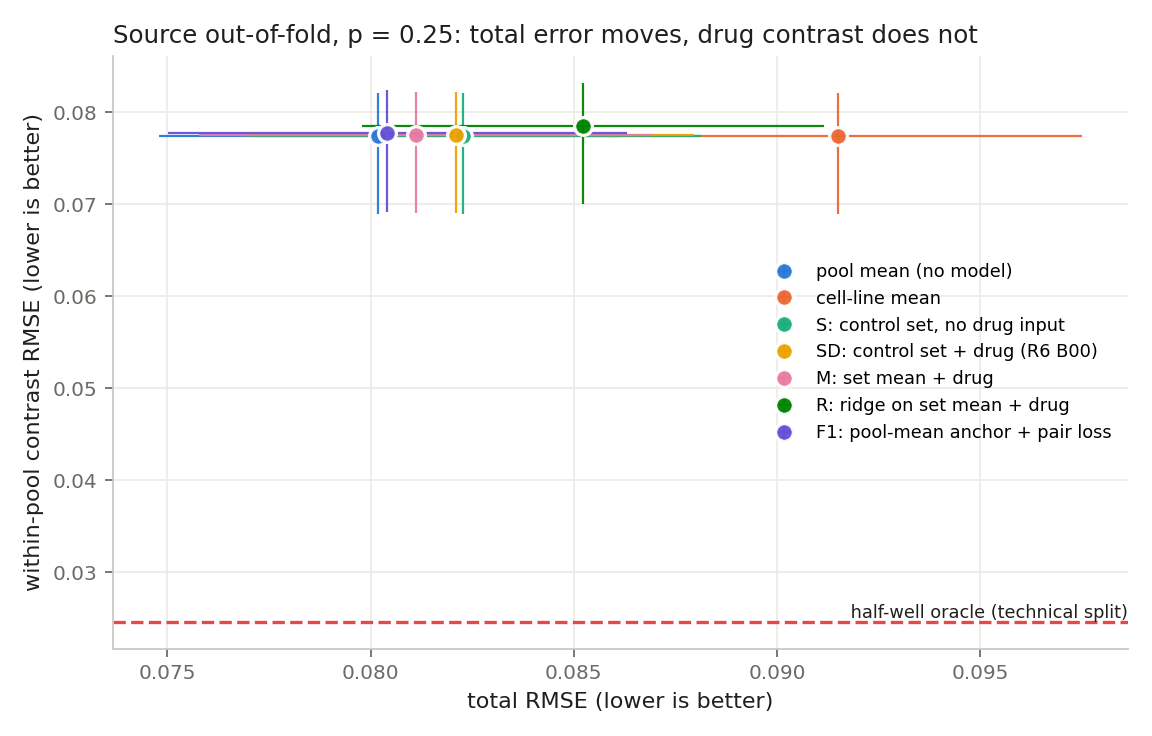 Source out-of-fold, p = 0.25: total error moves, drug contrast does not
within-pool contrast RMSE (lower is better)
0.08
0.07
0.06
0.05
0.04
0.03
pool mean (no model)
cell-line mean
S: control set, no drug input
SD: control set + drug (R6 B00)
M: set mean + drug
R: ridge on set mean + drug
F1: pool-mean anchor + pair loss
half-well oracle (technical split)
0.075
0.080
0.085
0.090
0.095
total RMSE (lower is better)